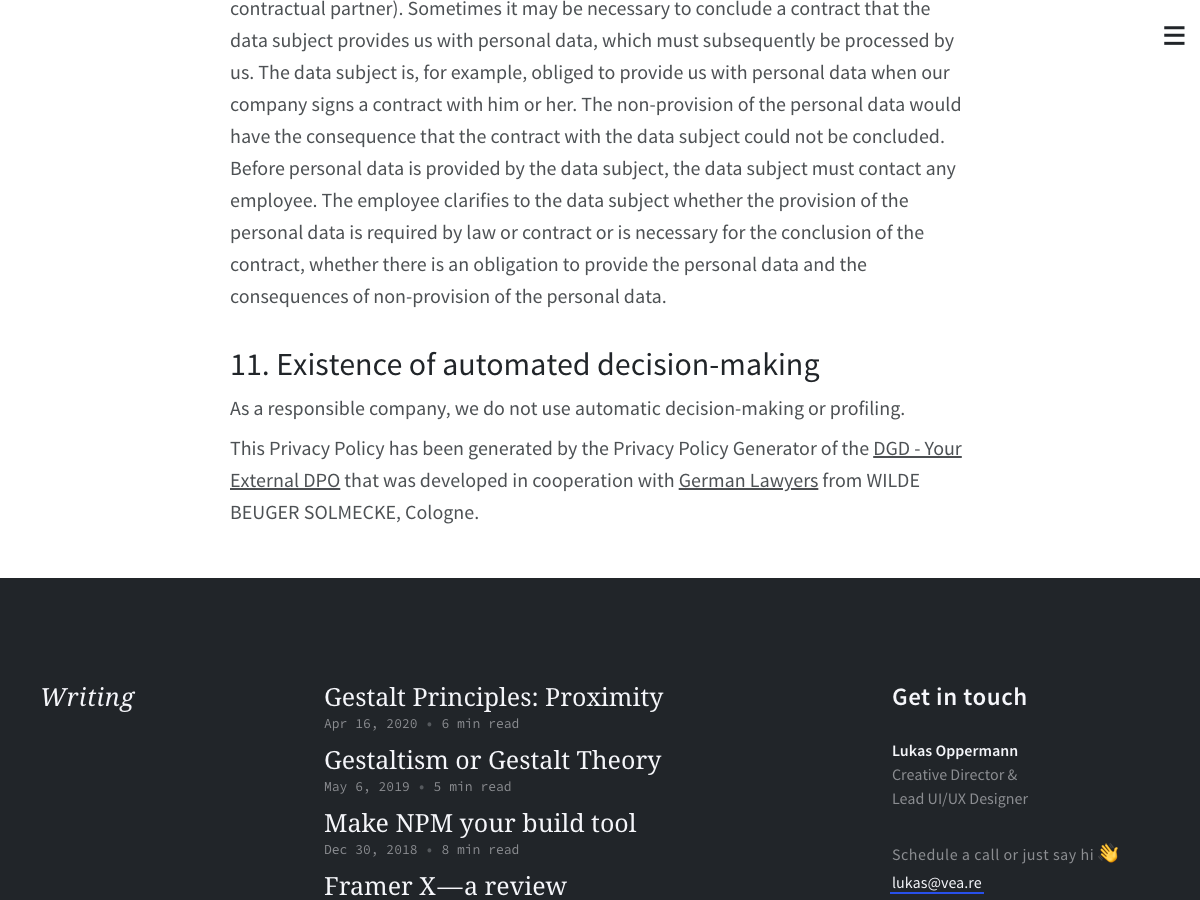 contractual partner). Sometimes it may be necessary to conclude a contract that the
data subject provides us with personal data, which must subsequently be processed by
us. The data subject is, for example, obliged to provide us with personal data when our
company signs a contract with him or her. The non-provision of the personal data would
have the consequence that the contract with the data subject could not be concluded.
Before personal data is provided by the data subject, the data subject must contact any
employee. The employee clarifies to the data subject whether the provision of the
personal data is required by law or contract or is necessary for the conclusion of the
contract, whether there is an obligation to provide the personal data and the
consequences of non-provision of the personal data.
11. Existence of automated decision-making
As a responsible company, we do not use automatic decision-making or profiling.
This Privacy Policy has been generated by the Privacy Policy Generator of the DGD - Your
External DPO that was developed in cooperation with German Lawyers from WILDE
BEUGER SOLMECKE, Cologne.
Writing
Gestalt Principles: Proximity
Apr 16, 2020 • 6 min read
Gestaltism or Gestalt Theory
May 6, 2019 • 5 min read
Make NPM your build tool
Dec 30, 2018 • 8 min read
Framer X—a review
Get in touch
Lukas Oppermann
Creative Director &
Lead UI/UX Designer
Schedule a call or just say hi 👋
lukas@vea.re